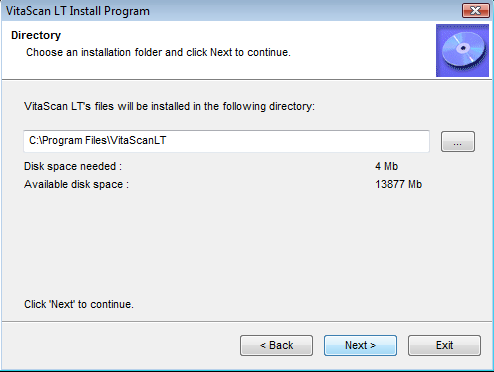 VitaScan LT Install Program
Directory
Choose an installation folder and click Next to continue.
VitaScan LT's files will be installed in the following directory:
C:\Program Files\VitaScanLT
...
Disk space needed : 4 Mb
Available disk space : 13877 Mb
Click 'Next' to continue.
< Back Next > Exit